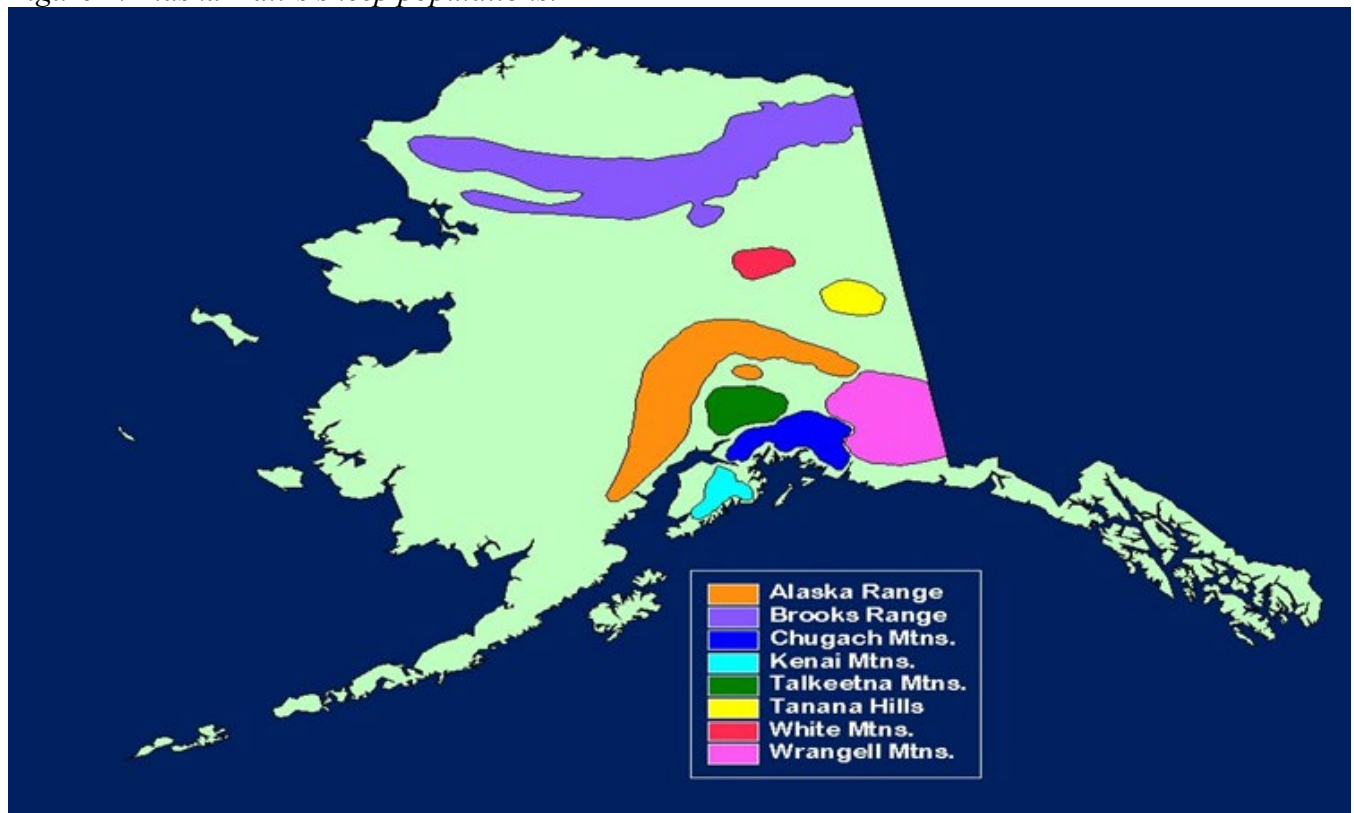 Alaska Range
Brooks Range
Chugach Mtns.
Kenai Mtns.
Talkeetna Mtns.
Tanana Hills
White Mtns.
Wrangell Mtns.